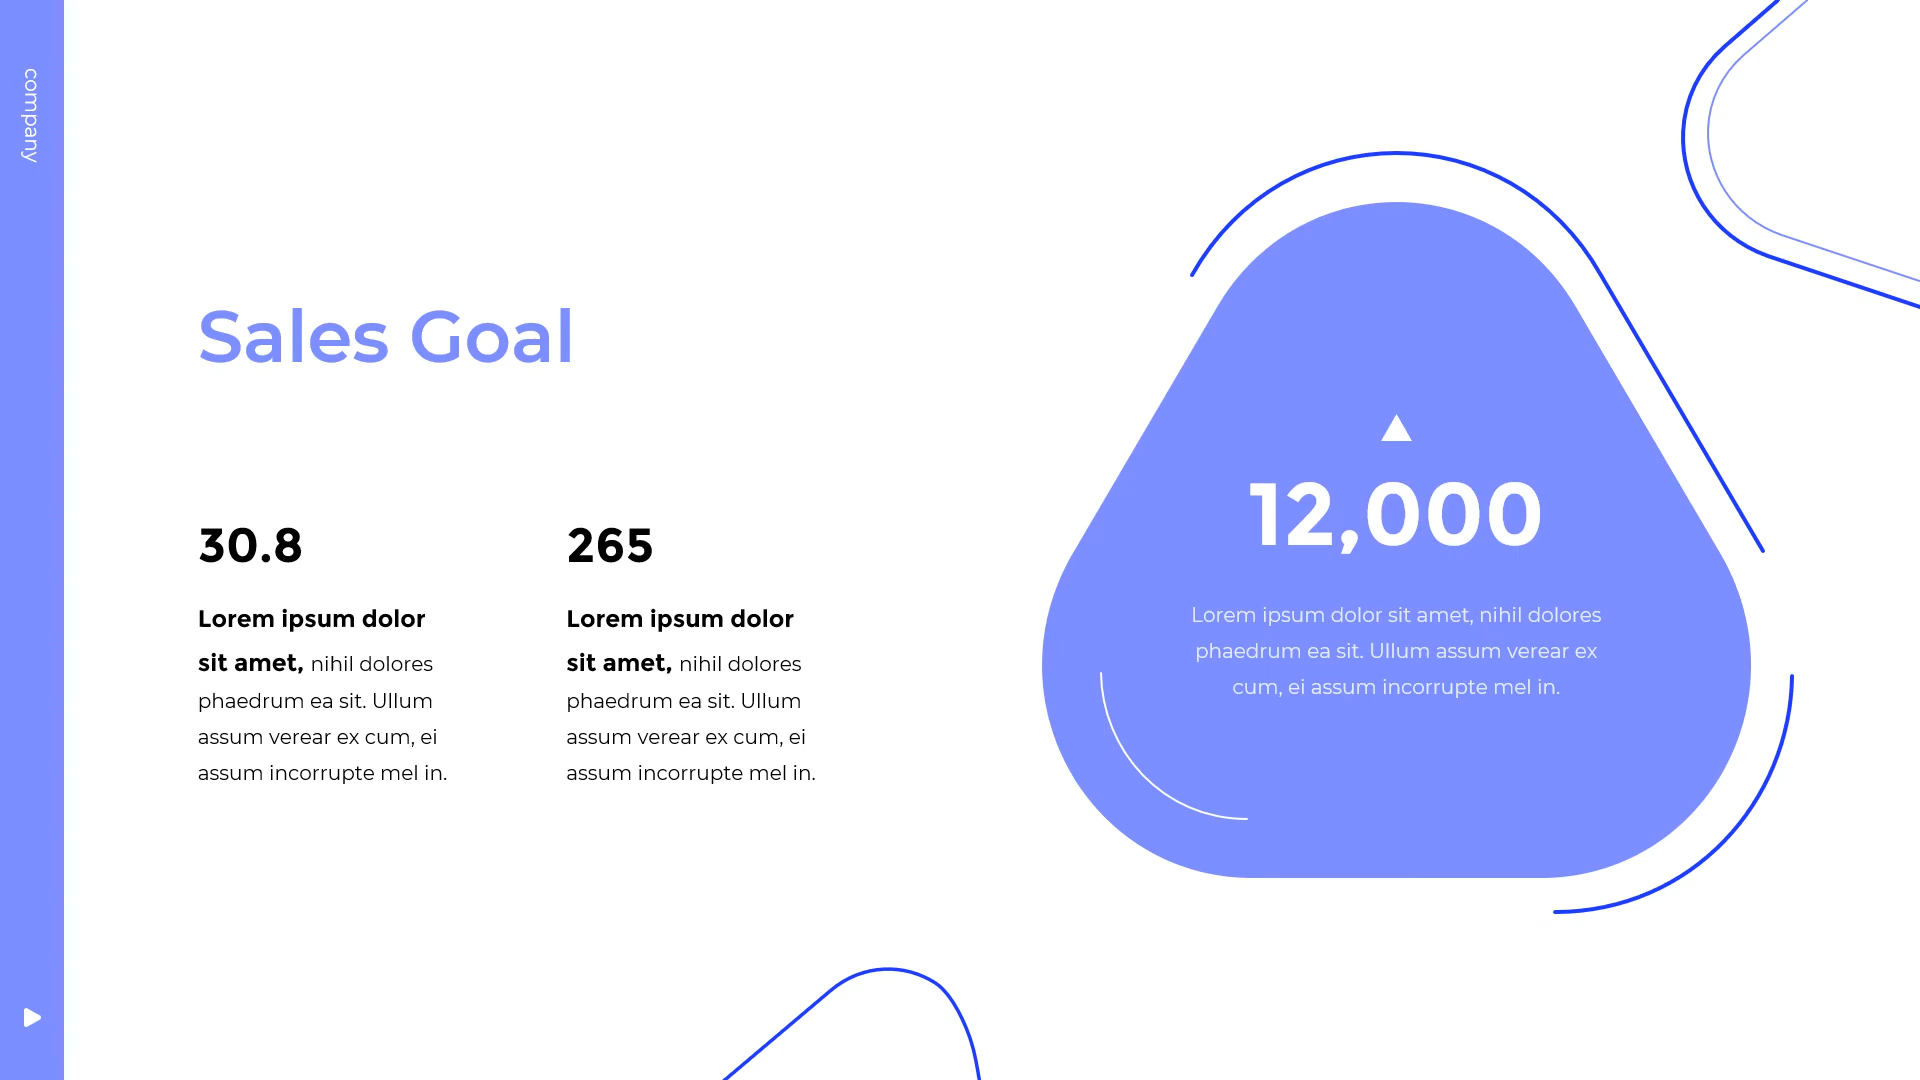 company
Sales Goal
30.8
Lorem ipsum dolor
sit amet, nihil dolores
phaedrum ea sit. Ullum
assum verear ex cum, ei
assum incorrupte mel in.
265
Lorem ipsum dolor
sit amet, nihil dolores
phaedrum ea sit. Ullum
assum verear ex cum, ei
assum incorrupte mel in.
12,000
Lorem ipsum dolor sit amet, nihil dolores
phaedrum ea sit. Ullum assum verear ex
cum, ei assum incorrupte mel in.